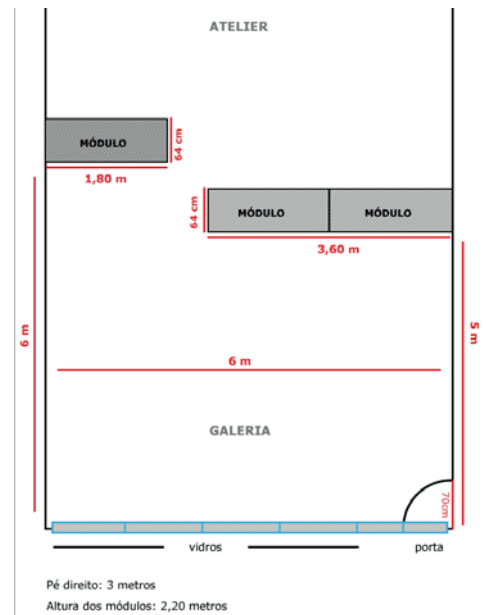 ATELIER
MÓDULO
64 cm
1,80 m
64 cm
MÓDULO
MÓDULO
3,60 m
6 m
5 m
6 m
GALERIA
70cm
vidros
porta
Pé direito: 3 metros
Altura dos módulos: 2,20 metros